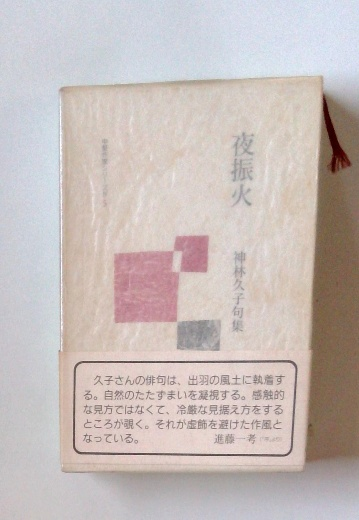 夜振火
神林久子句集
久子さんの俳句は、出羽の風土に執着す
る。自然のたたずまいを凝視する。感触的
な見方ではなくて、冷厳な見据え方をする
ところが覗く。それが虚飾を避けた作風と
なっている。 進藤一考